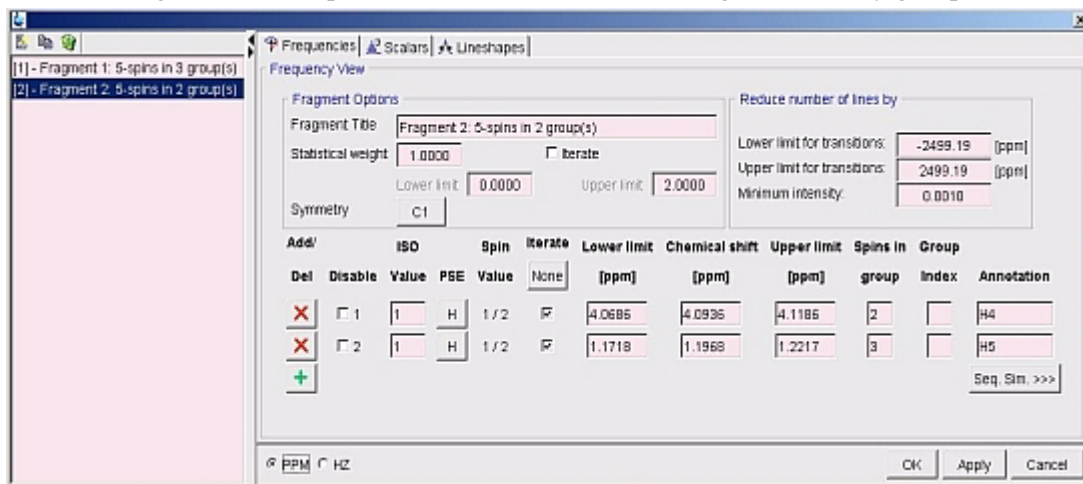 [1] - Fragment 1: 5-spins in 3 group(s)
[2] - Fragment 2: 5-spins in 2 group(s)
Frequencies Scalars Lineshapes
Frequency View
Fragment Options
Fragment Title Fragment 2: 5-spins in 2 group(s)
Statistical weight 1.0000 Iterate
Lower limit 0.0000 Upper limit 2.0000
Symmetry C1
Reduce number of lines by
Lower limit for transitions: -2499.19 [ppm]
Upper limit for transitions: 2499.19 [ppm]
Minimum intensity: 0.0010
Add/ ISO Spin Iterate Lower limit Chemical shift Upper limit Spins in Group
Del Disable Value PSE Value None [ppm] [ppm] [ppm] group Index Annotation
1 1 H 1 / 2 4.0686 4.0936 4.1186 2 H4
2 1 H 1 / 2 1.1718 1.1968 1.2217 3 H5
Seq. Sim. >>>
PPM HZ OK Apply Cancel